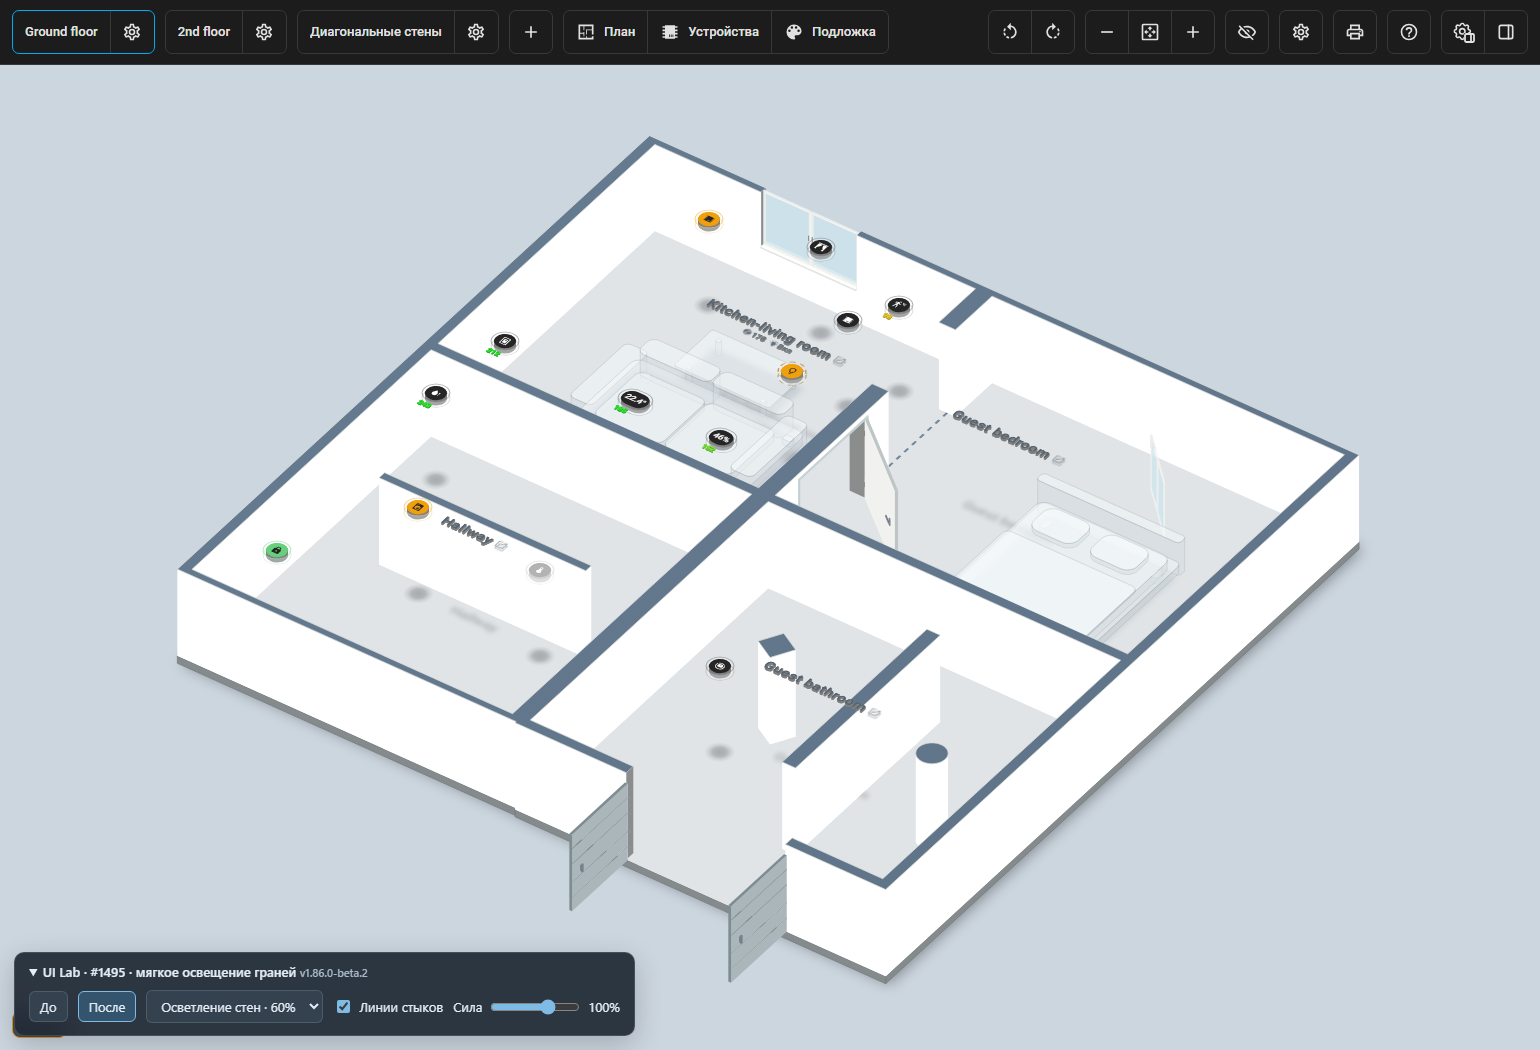 Ground floor
2nd floor
Диагональные стены
План
Устройства
Подложка
Kitchen-living room
312
22.4°
46%
Guest bedroom
Hallway
Guest bathroom
UI Lab · #1495 · мягкое освещение граней v1.86.0-beta.2
До
После
Осветление стен · 60%
Линии стыков
Сила
100%